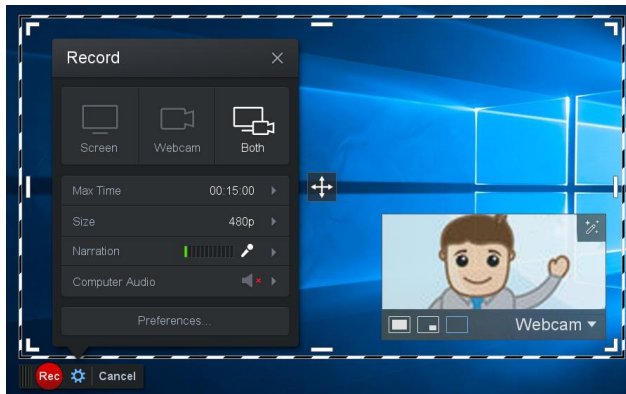 Record
Screen Webcam Both
Max Time 00:15:00
Size 480p
Narration
Computer Audio
Preferences...
Webcam
Rec Cancel